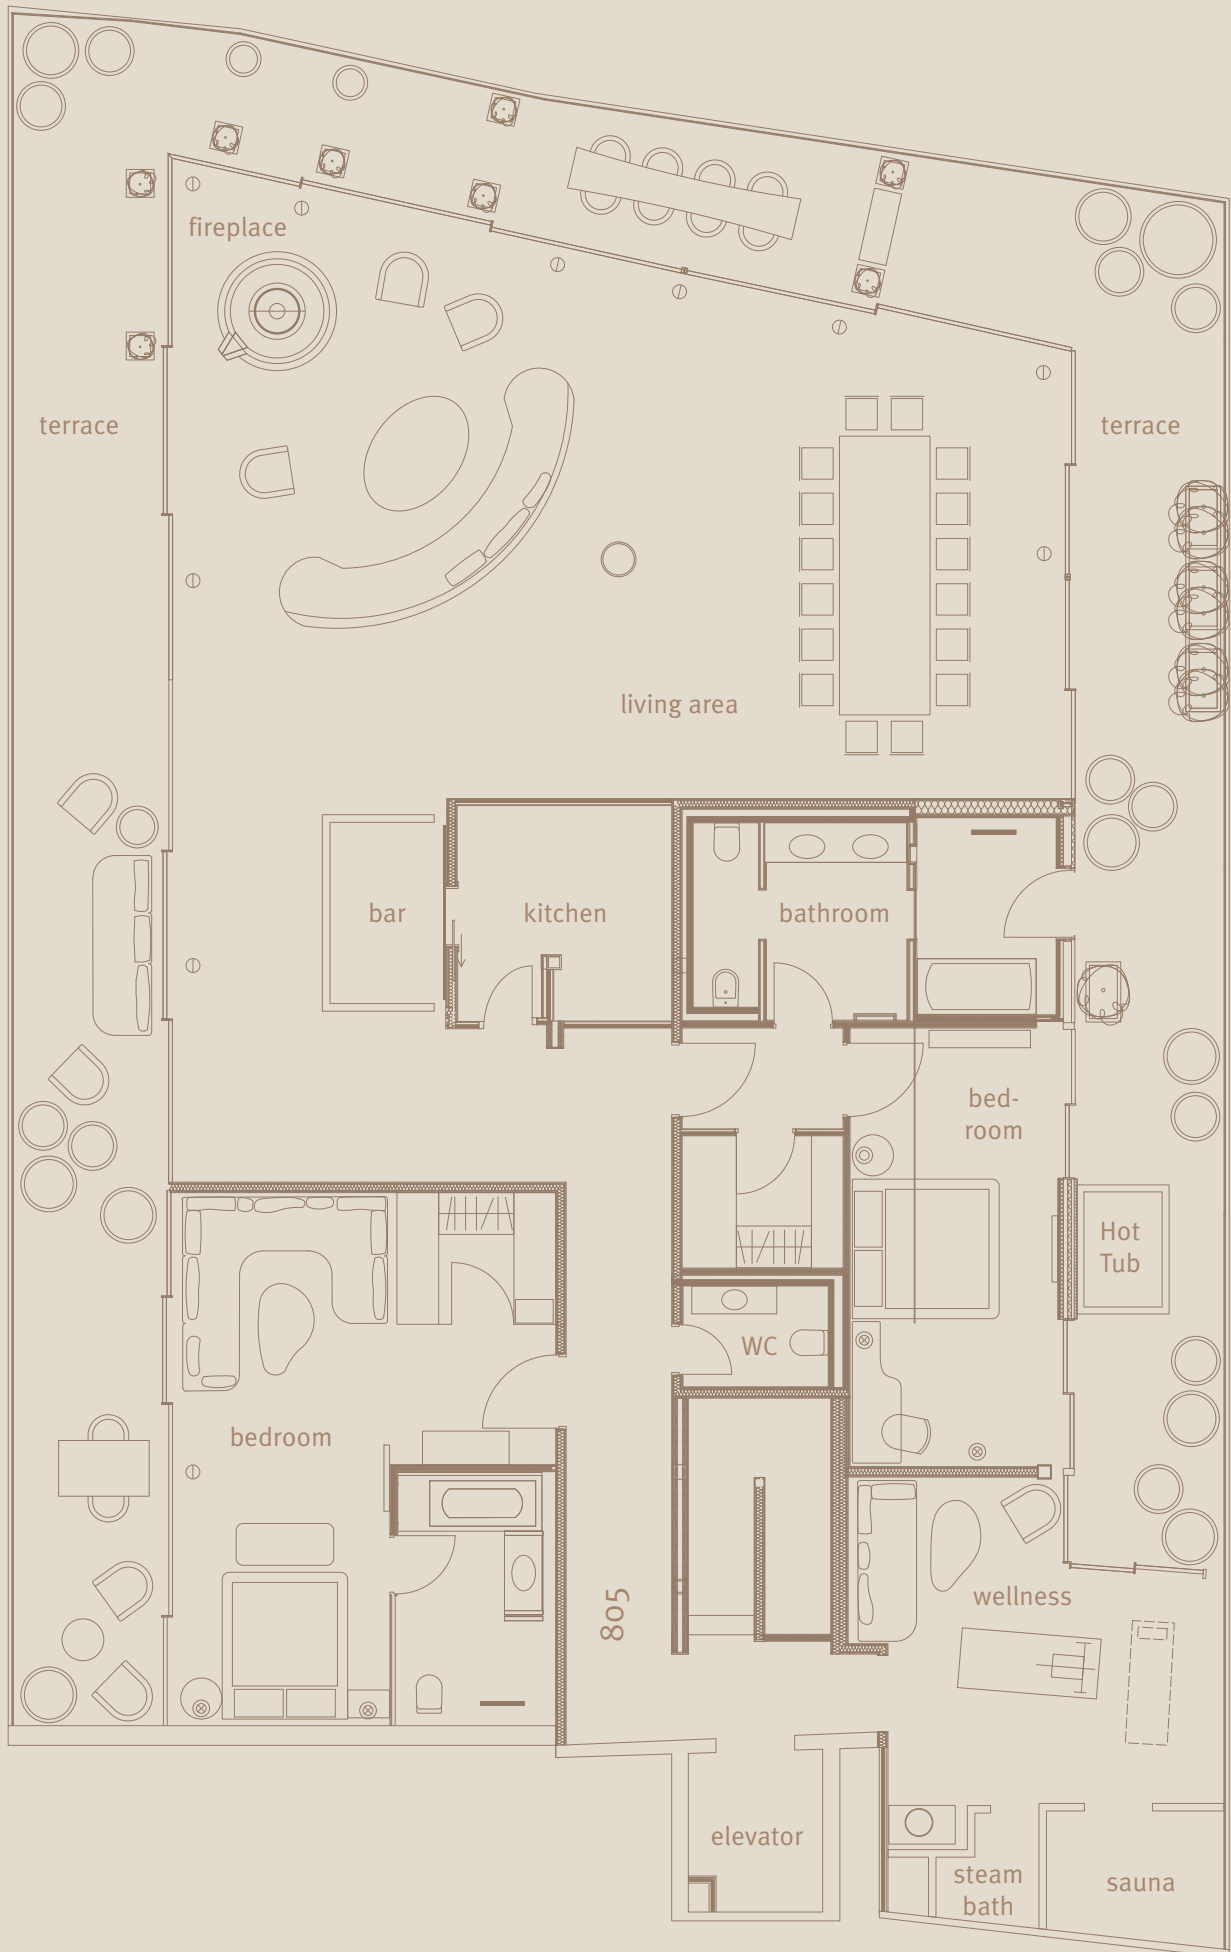 fireplace
terrace
terrace
living area
bar
kitchen
bathroom
bed-
room
Hot
Tub
WC
bedroom
805
wellness
elevator
steam
bath
sauna